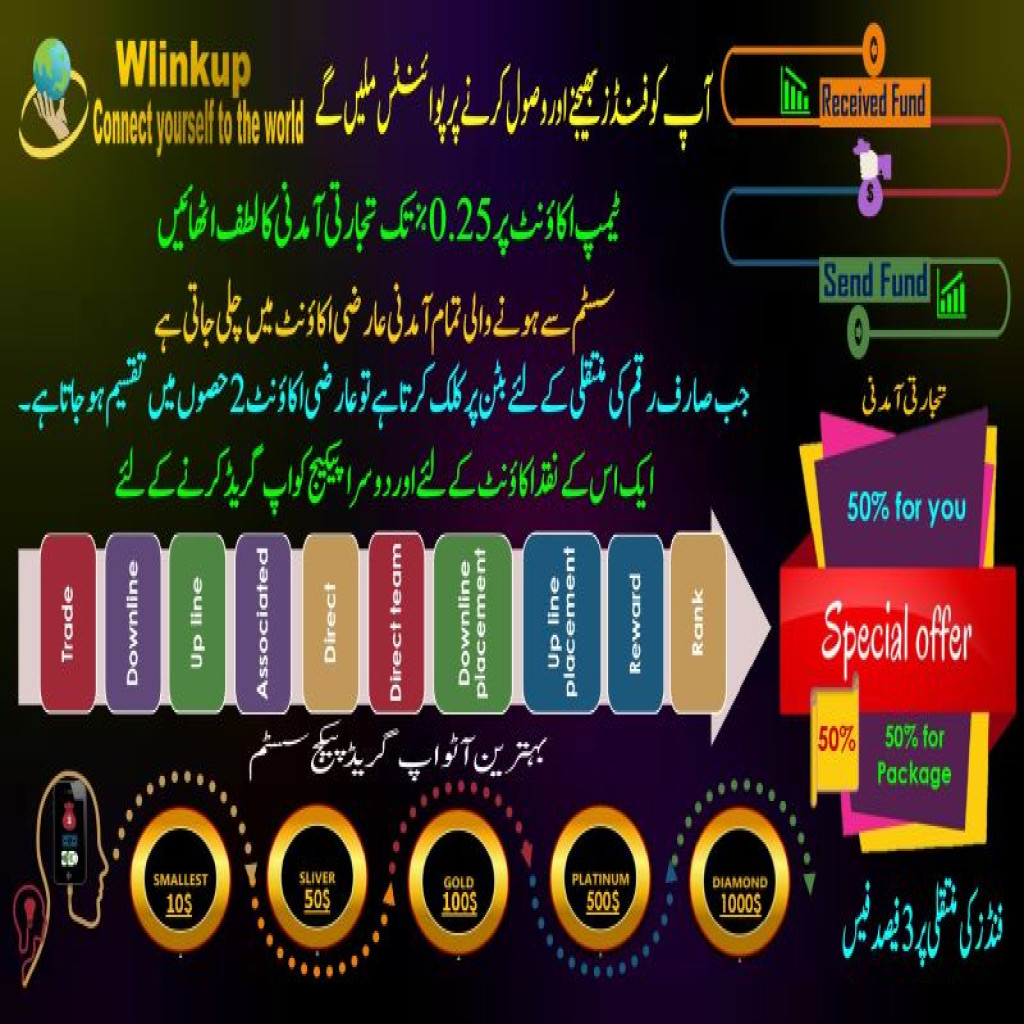 Wlinkup
Connect yourself to the world
آپ کو فنڈز بھیجنے اور وصول کرنے پر پوائنٹس ملیں گے
Received Fund
$
Send Fund
ٹیمپ اکاؤنٹ پر 0.25٪ تک تجارتی آمدنی کا لطف اٹھائیں
سسٹم سے ہونے والی تمام آمدنی عارضی اکاؤنٹ میں چلی جاتی ہے
جب صارف رقم کی منتقلی کے لئے بٹن پر کلک کرتا ہے تو عارضی اکاؤنٹ 2 حصوں میں تقسیم ہو جاتا ہے۔
ایک اس کے نقد اکاؤنٹ کے لئے اور دوسرا پیکیج کو اپ گریڈ کرنے کے لئے
تجارتی آمدنی
50% for you
Special offer
50%
50% for
Package
Trade
Downline
Up line
Associated
Direct
Direct team
Downline
placement
Up line
placement
Reward
Rank
بہترین آٹو اپ گریڈ پیکج سسٹم
SMALLEST
10$
SLIVER
50$
GOLD
100$
PLATINUM
500$
DIAMOND
1000$
فنڈز کی منتقلی پر 3 فیصد فیس